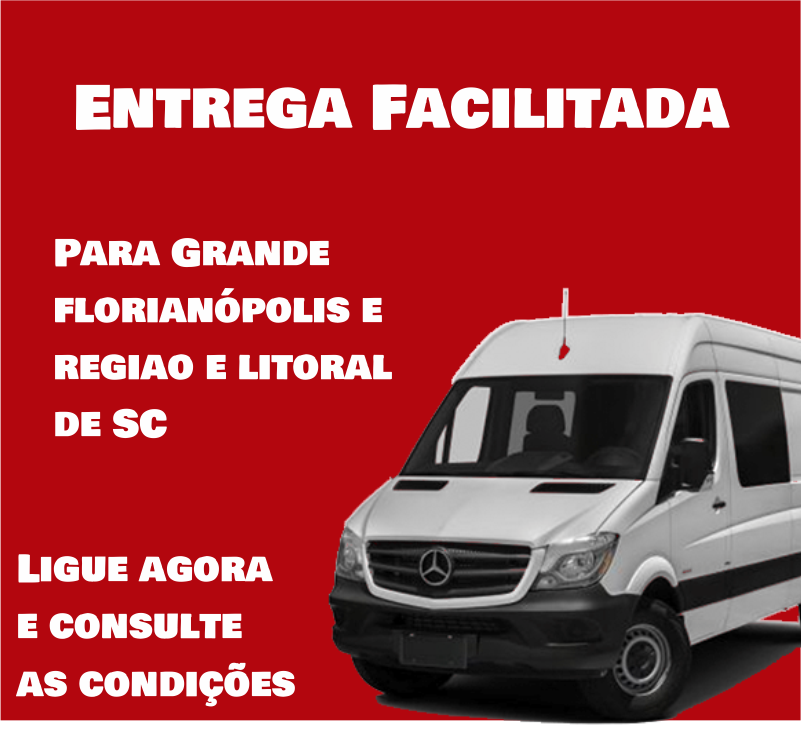 Entrega Facilitada
Para Grande
florianópolis e
regiao e litoral
de SC
Ligue agora
e consulte
as condições